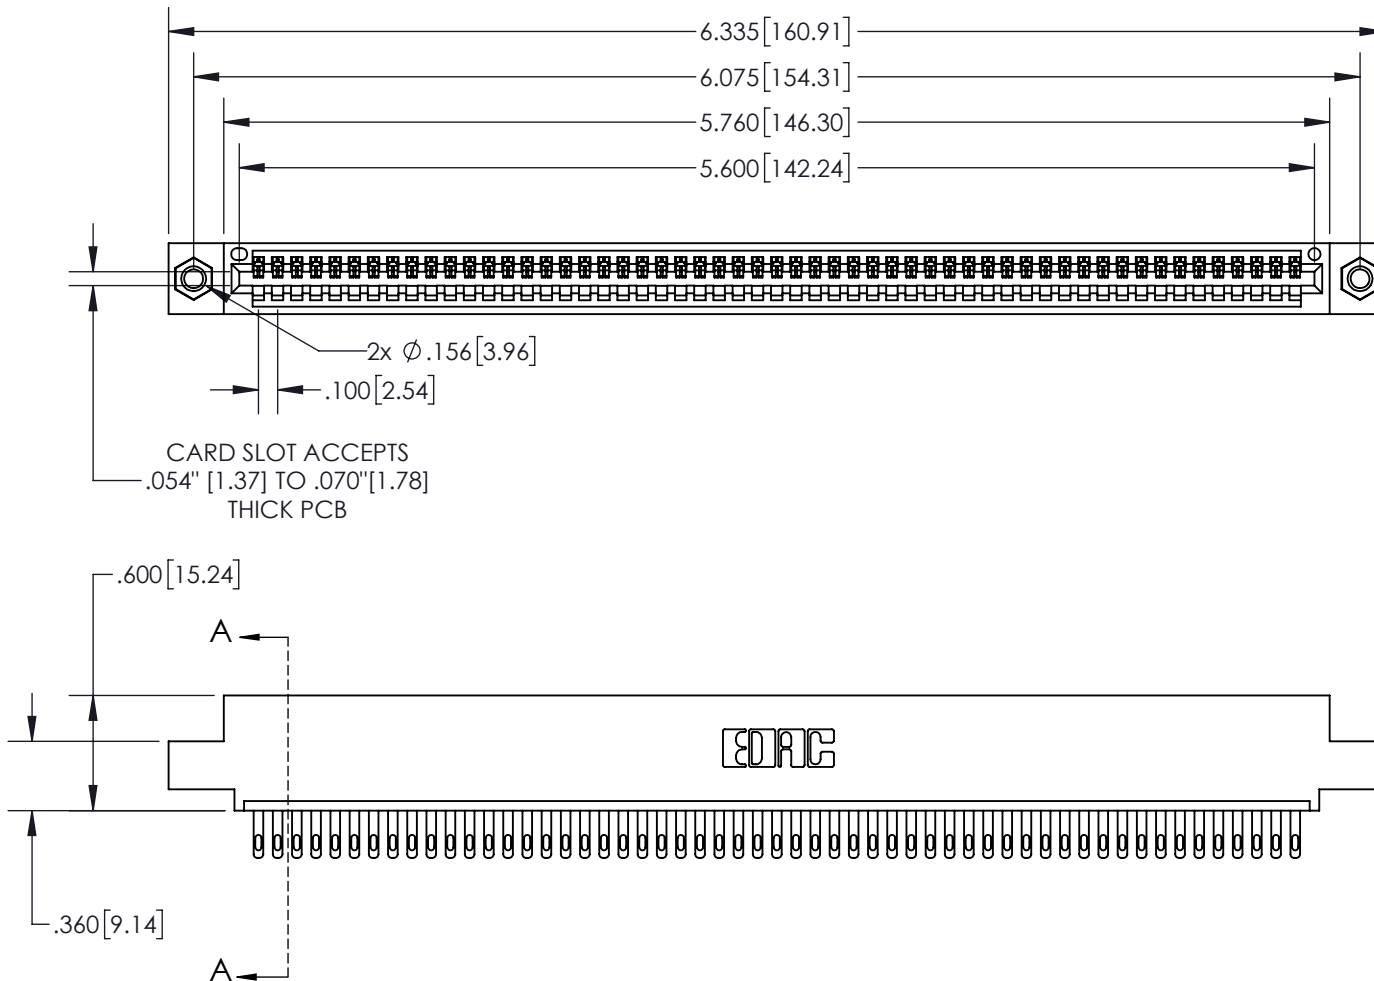 6.335[160.91]
6.075[154.31]
5.760[146.30]
5.600[142.24]
2x Ø.156[3.96]
.100[2.54]
CARD SLOT ACCEPTS
.054" [1.37] TO .070"[1.78]
THICK PCB
.600[15.24]
A
EDAC
.360[9.14]
A